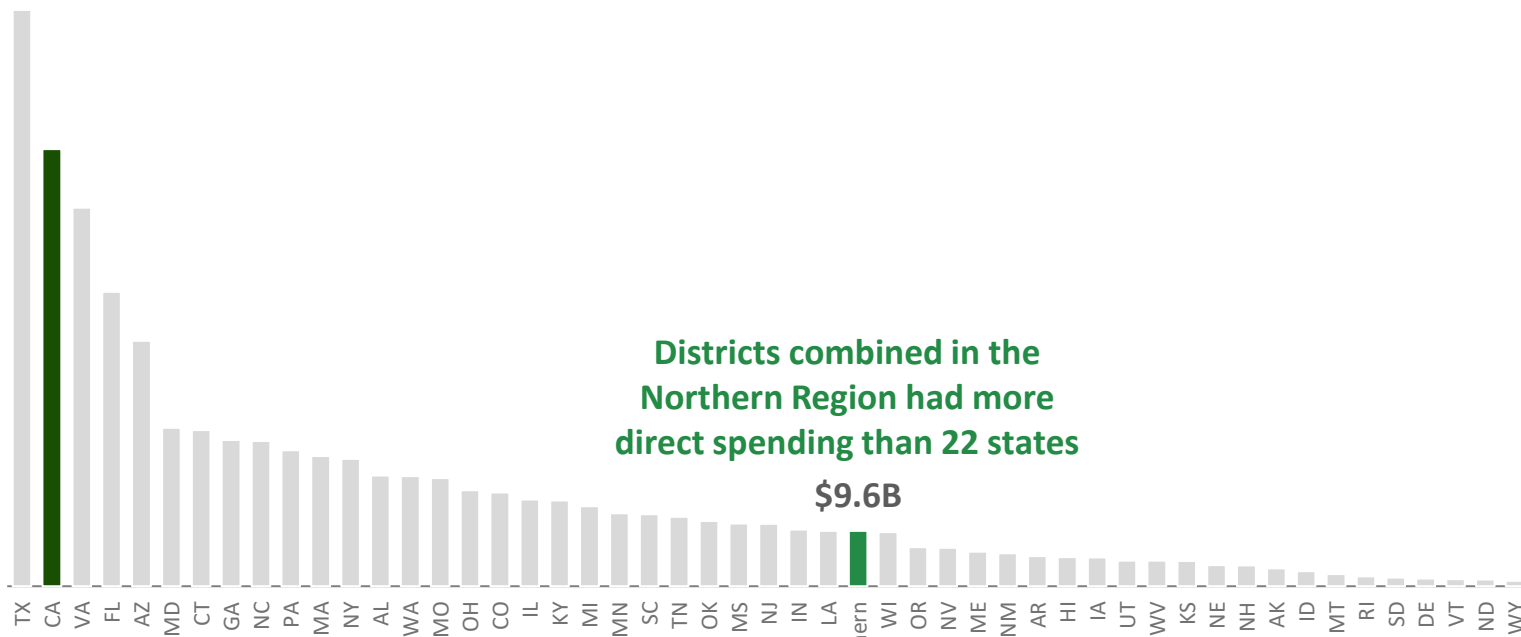 Districts combined in the
Northern Region had more
direct spending than 22 states
$9.6B
TX
CA
VA
FL
AZ
MD
CT
GA
NC
PA
MA
NY
AL
WA
MO
OH
CO
IL
KY
MI
MN
SC
TN
OK
MS
NJ
IN
LA
hern
WI
OR
NV
ME
NM
AR
HI
IA
UT
WV
KS
NE
NH
AK
ID
MT
RI
SD
DE
VT
ND
WY